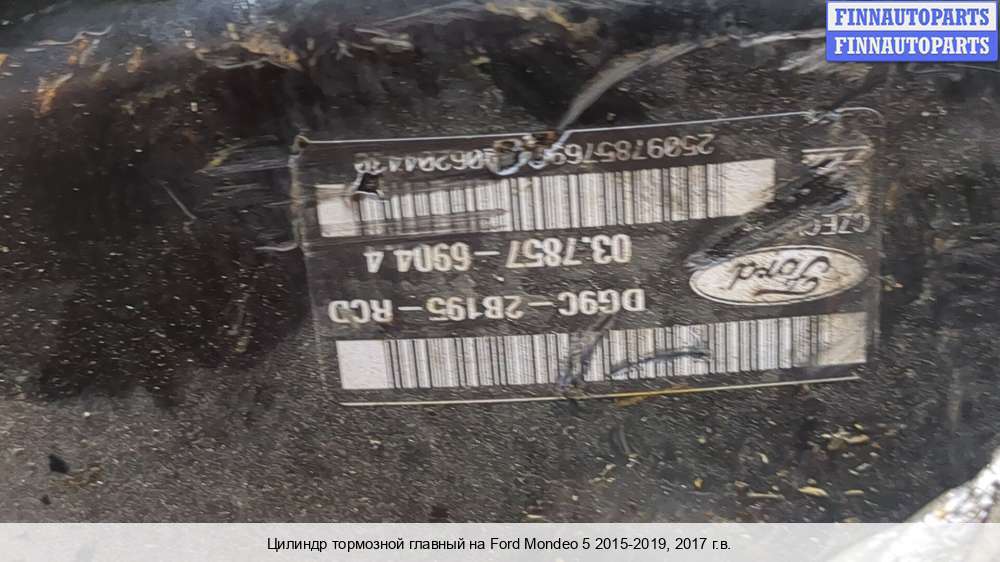 FINNAUTOPARTS
FINNAUTOPARTS
DG9C-2B195-RCD
Ford
03.7857-6904.4
CZEC
Цилиндр тормозной главный на Ford Mondeo 5 2015-2019, 2017 г.в.